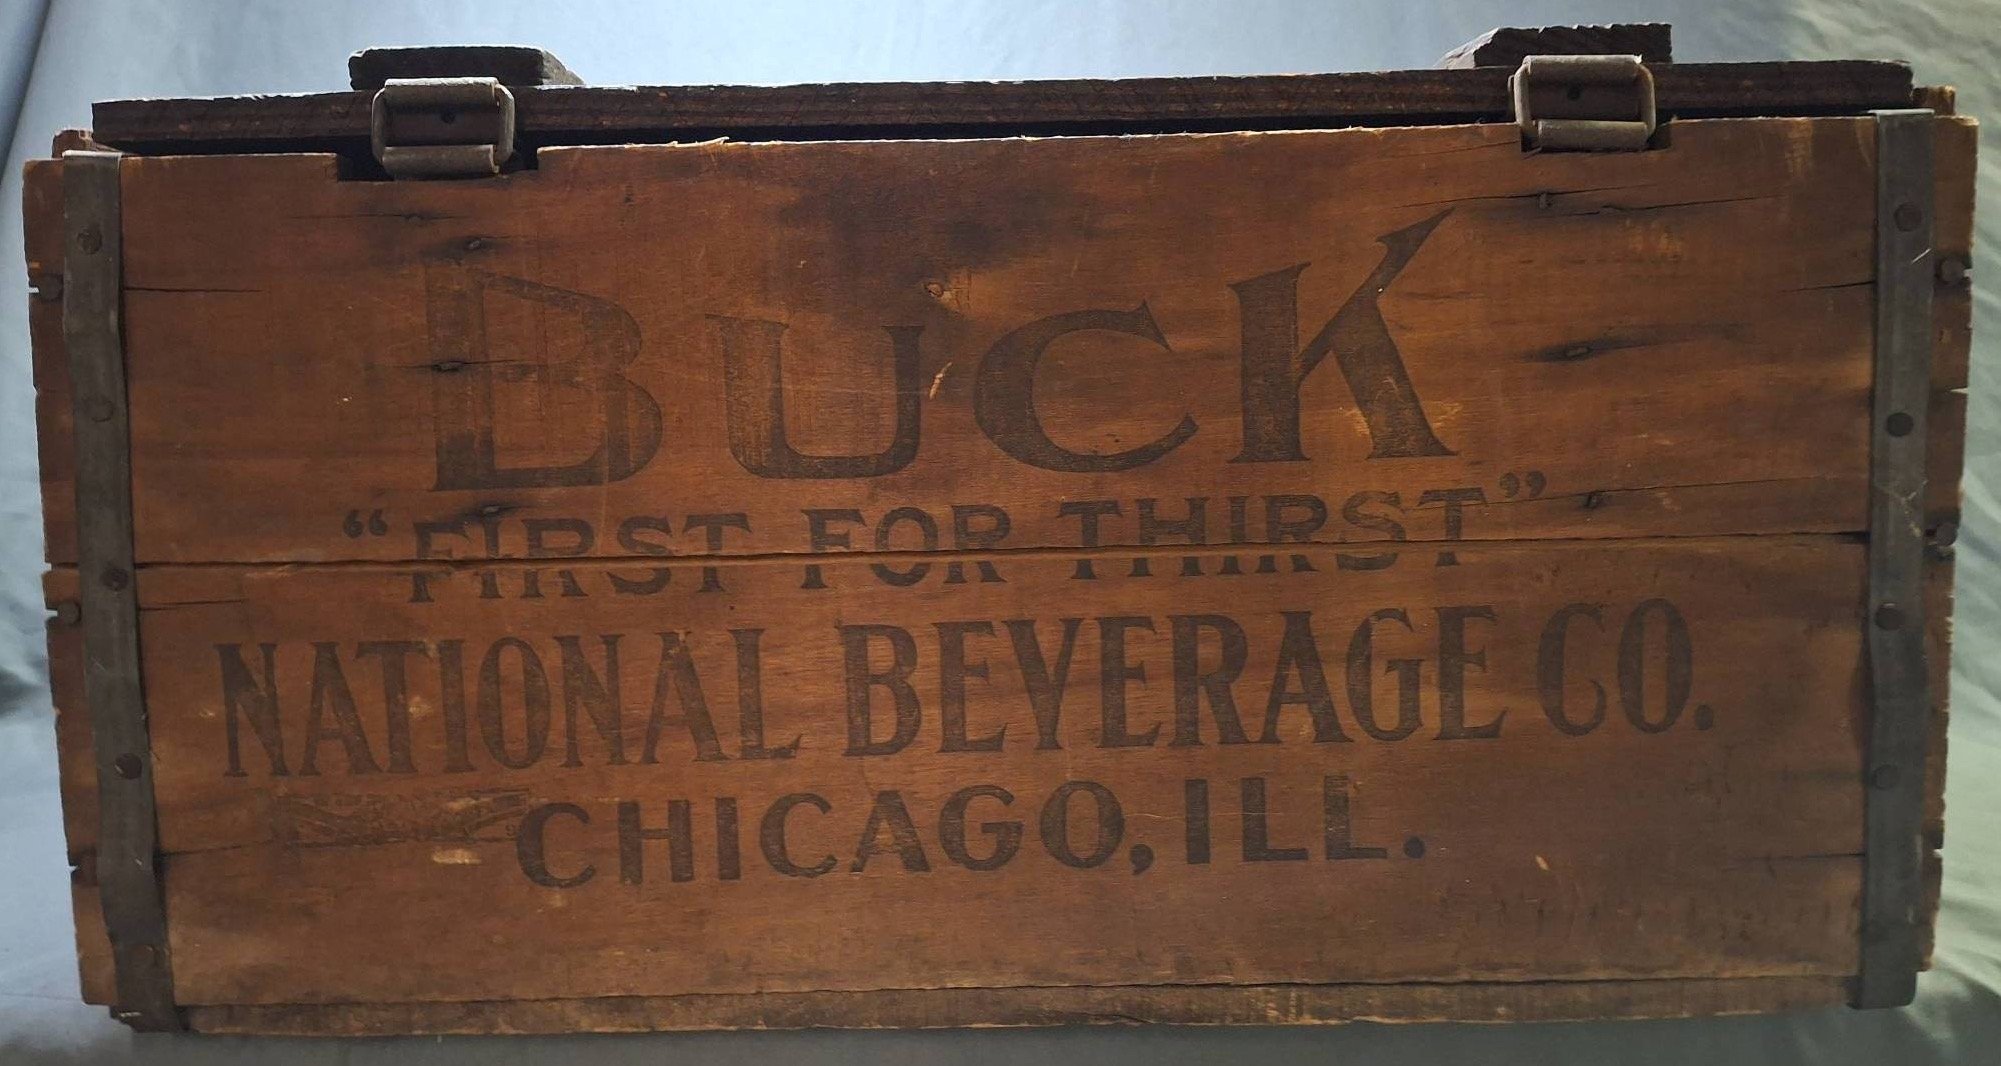 BUCK
“FIRST FOR THIRST”
NATIONAL BEVERAGE CO.
CHICAGO, ILL.